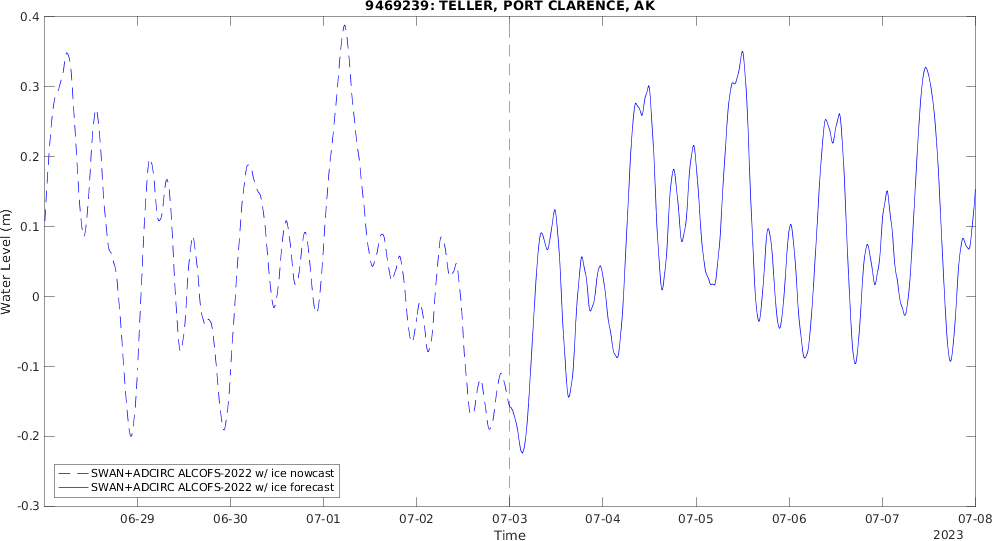 9469239: TELLER, PORT CLARENCE, AK
0.4
0.3
0.2
0.1
0
-0.1
-0.2
-0.3
Water Level (m)
SWAN+ADCIRC ALCOFS-2022 w/ ice nowcast
SWAN+ADCIRC ALCOFS-2022 w/ ice forecast
06-29 06-30 07-01 07-02 07-03 07-04 07-05 07-06 07-07 07-08
Time
2023